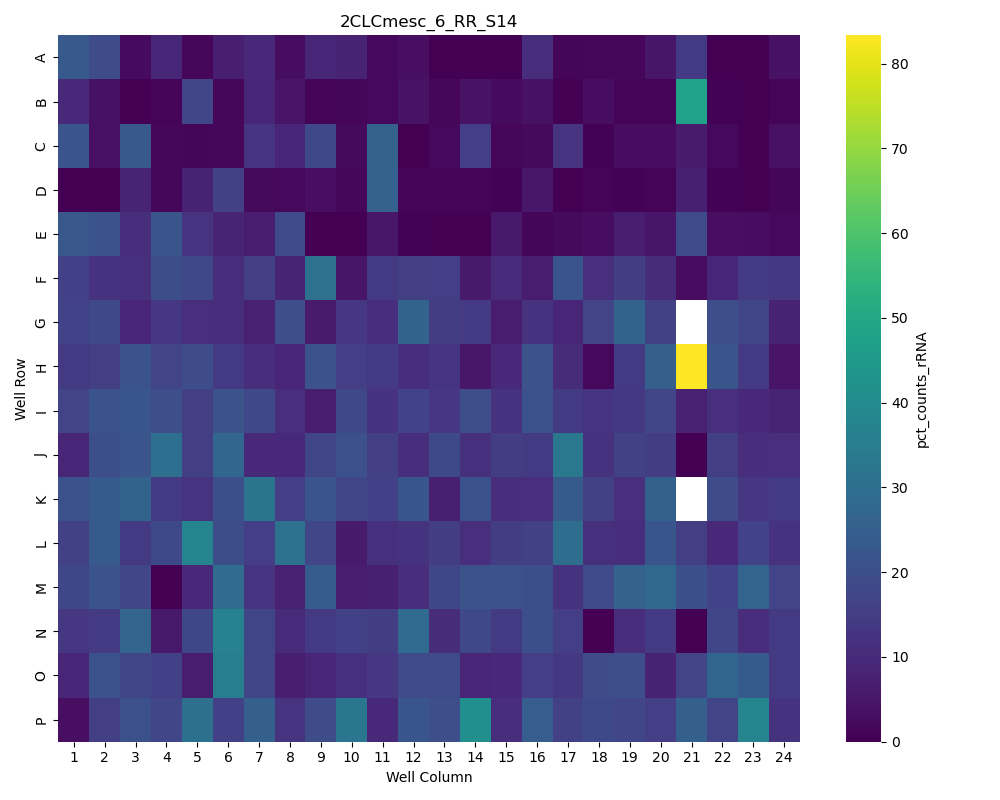 2CLCmesc_6_RR_S14
A
B
C
D
E
F
G
H
I
J
K
L
M
N
O
P
Well Row
1 2 3 4 5 6 7 8 9 10 11 12 13 14 15 16 17 18 19 20 21 22 23 24
Well Column
80
70
60
50
40
30
20
10
0
pct_counts_rRNA